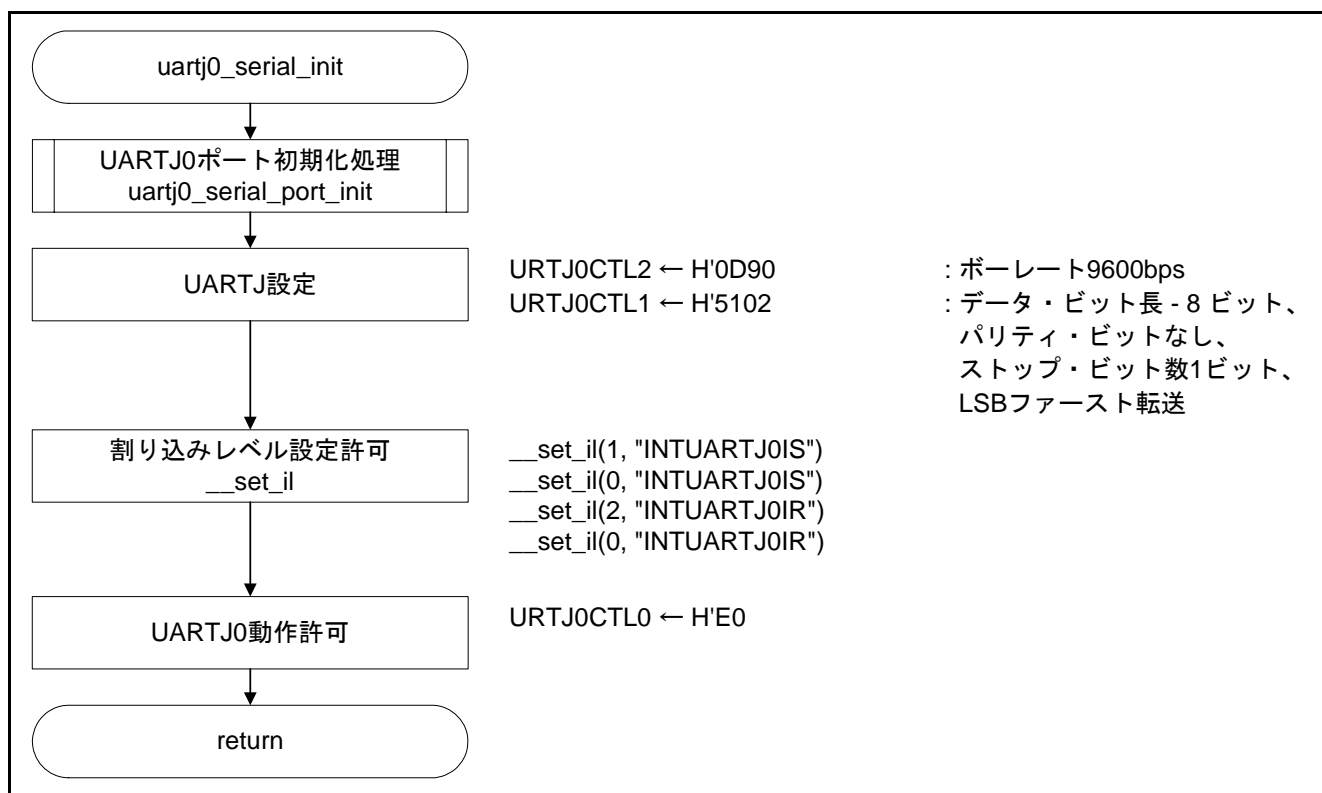 uartj0_serial_init
UARTJ0ポート初期化処理
uartj0_serial_port_init
UARTJ設定
URTJ0CTL2 ← H'0D90 : ボーレート9600bps
URTJ0CTL1 ← H'5102 : データ・ビット長 - 8 ビット、
パリティ・ビットなし、
ストップ・ビット数1ビット、
LSBファースト転送
割り込みレベル設定許可
__set_il
__set_il(1, "INTUARTJ0IS")
__set_il(0, "INTUARTJ0IS")
__set_il(2, "INTUARTJ0IR")
__set_il(0, "INTUARTJ0IR")
UARTJ0動作許可
URTJ0CTL0 ← H'E0
return